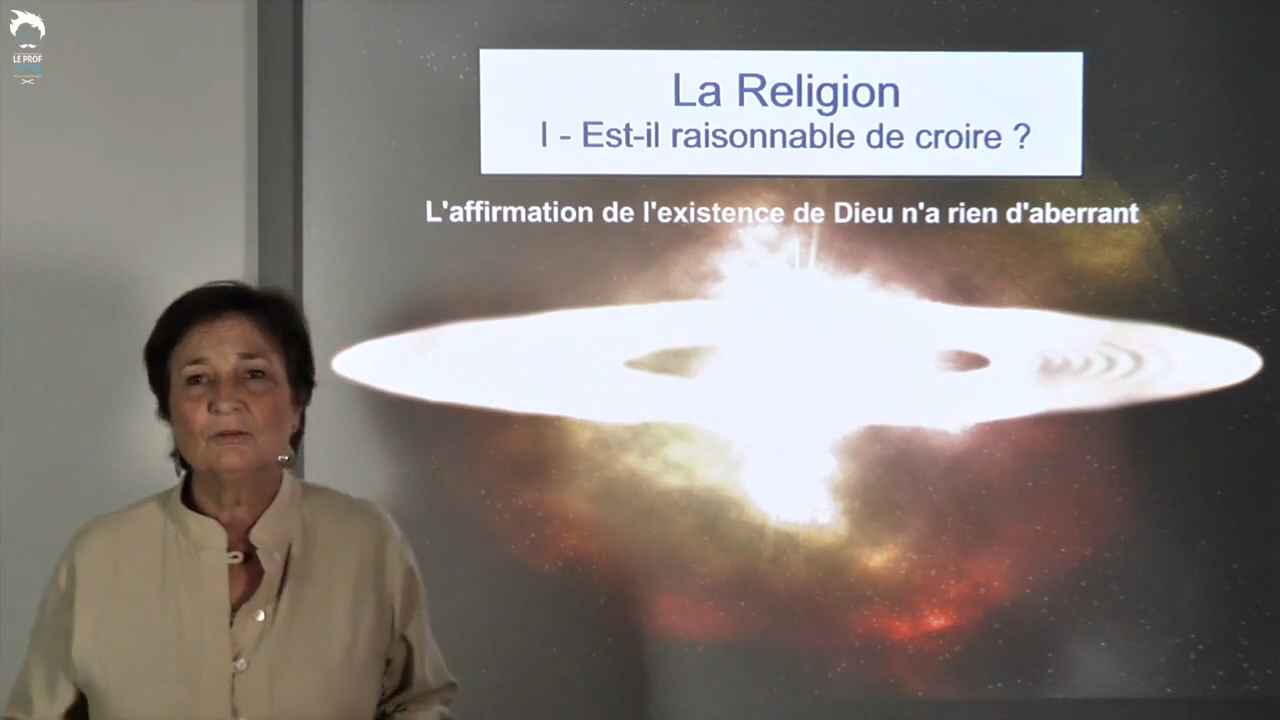 LE PROF
La Religion
I - Est-il raisonnable de croire ?
L'affirmation de l'existence de Dieu n'a rien d'aberrant